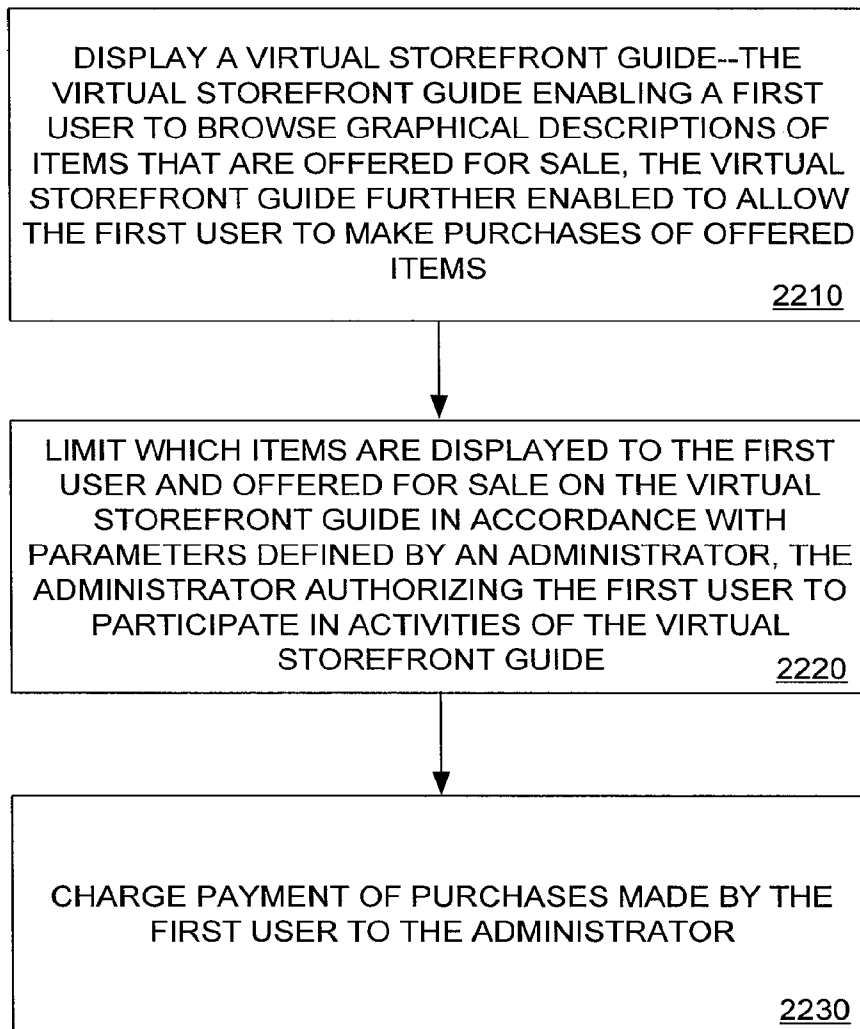 DISPLAY A VIRTUAL STOREFRONT GUIDE--THE
VIRTUAL STOREFRONT GUIDE ENABLING A FIRST
USER TO BROWSE GRAPHICAL DESCRIPTIONS OF
ITEMS THAT ARE OFFERED FOR SALE, THE VIRTUAL
STOREFRONT GUIDE FURTHER ENABLED TO ALLOW
THE FIRST USER TO MAKE PURCHASES OF OFFERED
ITEMS
2210
LIMIT WHICH ITEMS ARE DISPLAYED TO THE FIRST
USER AND OFFERED FOR SALE ON THE VIRTUAL
STOREFRONT GUIDE IN ACCORDANCE WITH
PARAMETERS DEFINED BY AN ADMINISTRATOR, THE
ADMINISTRATOR AUTHORIZING THE FIRST USER TO
PARTICIPATE IN ACTIVITIES OF THE VIRTUAL
STOREFRONT GUIDE
2220
CHARGE PAYMENT OF PURCHASES MADE BY THE
FIRST USER TO THE ADMINISTRATOR
2230